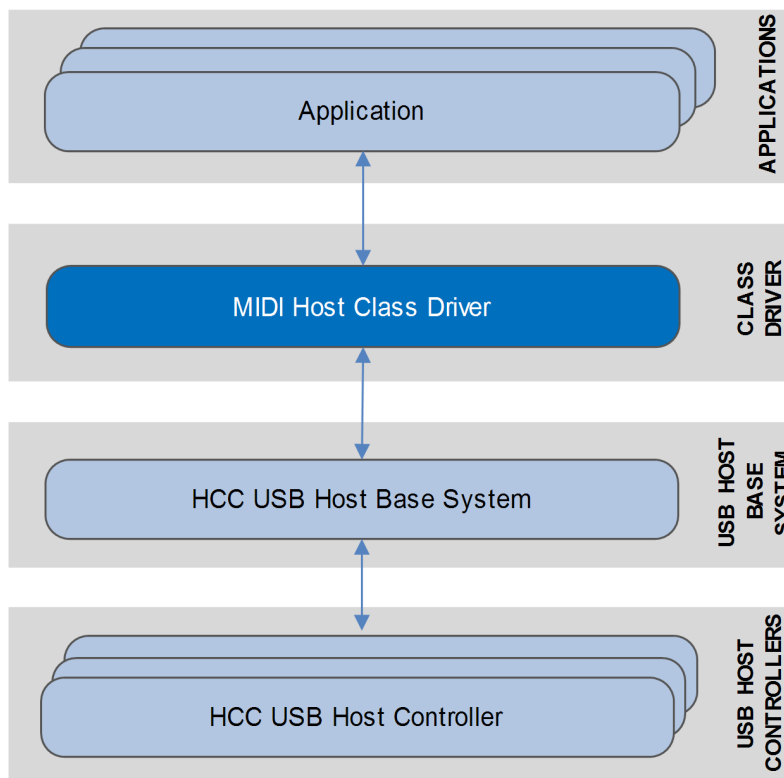 Application
APPLICATIONS
MIDI Host Class Driver
CLASS
DRIVER
HCC USB Host Base System
USB HOST
BASE
SYSTEM
HCC USB Host Controller
USB HOST
CONTROLLERS